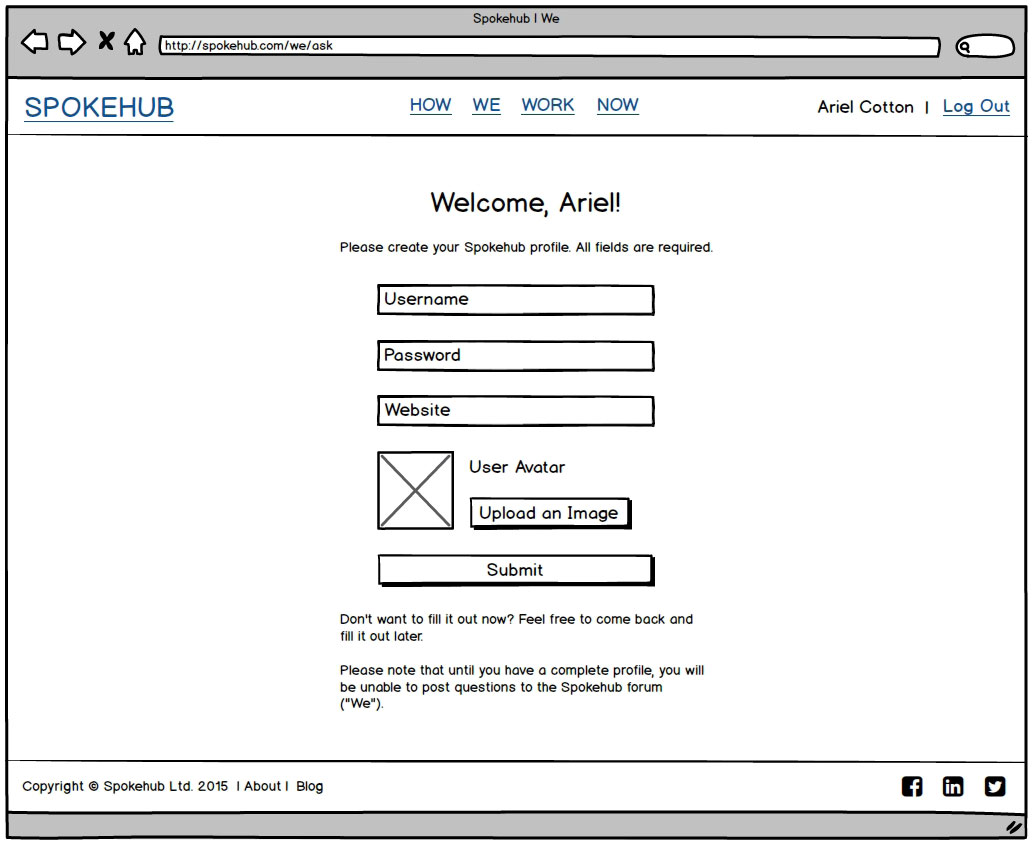 Spokehub | We
http://spokehub.com/we/ask
SPOKEHUB HOW WE WORK NOW Ariel Cotton | Log Out
Welcome, Ariel!
Please create your Spokehub profile. All fields are required.
Username
Password
Website
User Avatar
Upload an Image
Submit
Don't want to fill it out now? Feel free to come back and
fill it out later.
Please note that until you have a complete profile, you will
be unable to post questions to the Spokehub forum
("We").
Copyright © Spokehub Ltd. 2015 | About | Blog